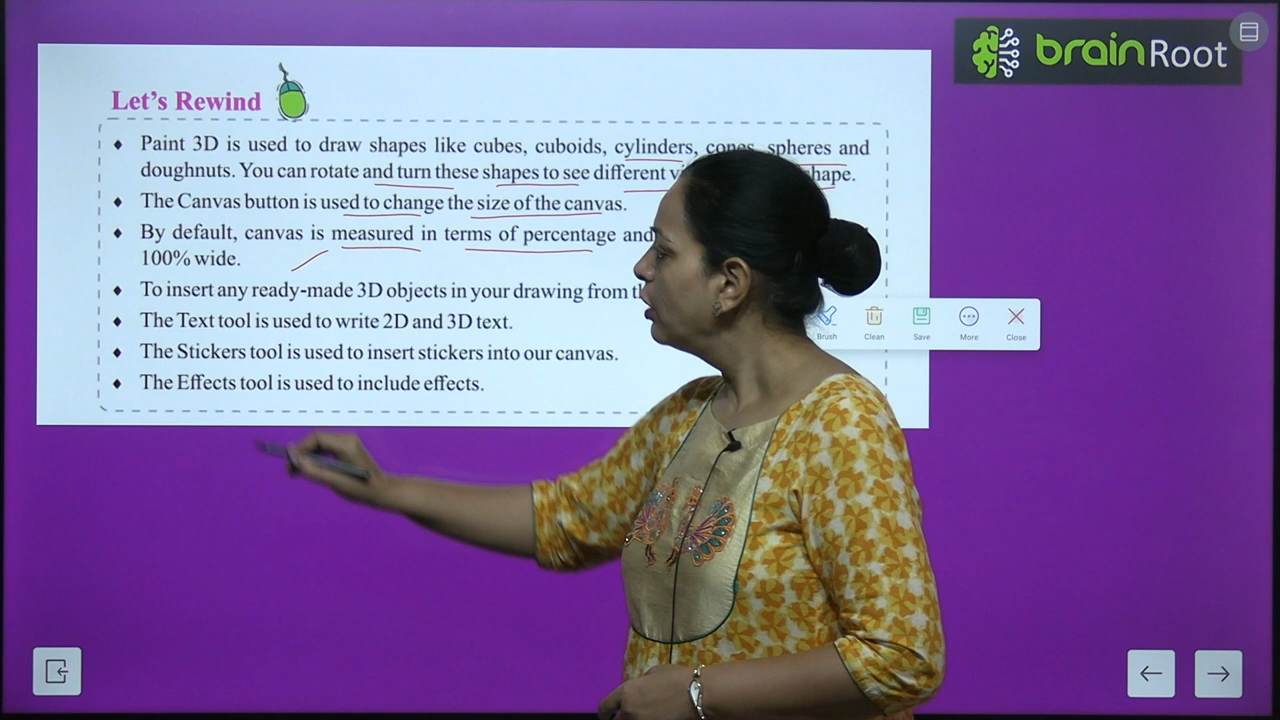 brainRoot
Let's Rewind
♦ Paint 3D is used to draw shapes like cubes, cuboids, cylinders, cones, spheres and
doughnuts. You can rotate and turn these shapes to see different shape.
♦ The Canvas button is used to change the size of the canvas.
♦ By default, canvas is measured in terms of percentage and
100% wide.
♦ To insert any ready-made 3D objects in your drawing from
♦ The Text tool is used to write 2D and 3D text.
♦ The Stickers tool is used to insert stickers into our canvas.
♦ The Effects tool is used to include effects.
Brush Clean Save More Close